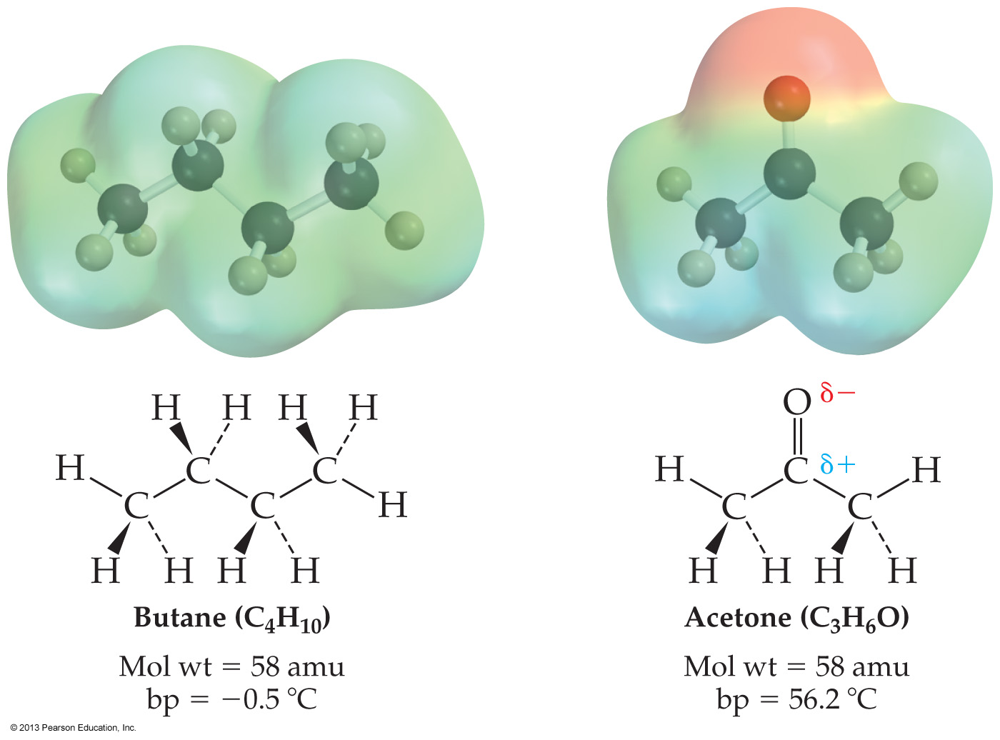 H H H H
O δ−
H C C H
H C δ+ H
C C
C C
H H H H
H H H H
Butane (C₄H₁₀)
Mol wt = 58 amu
bp = −0.5 °C
Acetone (C₃H₆O)
Mol wt = 58 amu
bp = 56.2 °C
© 2013 Pearson Education, Inc.